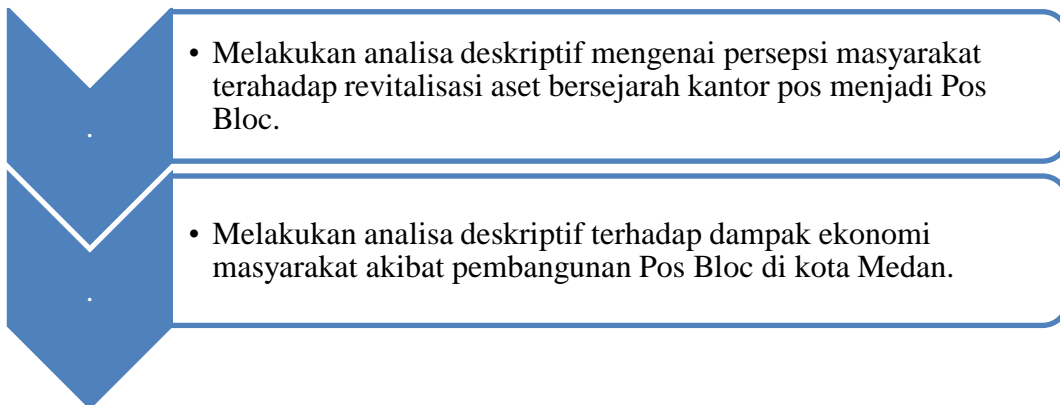 • Melakukan analisa deskriptif mengenai persepsi masyarakat
terahadap revitalisasi aset bersejarah kantor pos menjadi Pos
Bloc.
.
• Melakukan analisa deskriptif terhadap dampak ekonomi
masyarakat akibat pembangunan Pos Bloc di kota Medan.
.